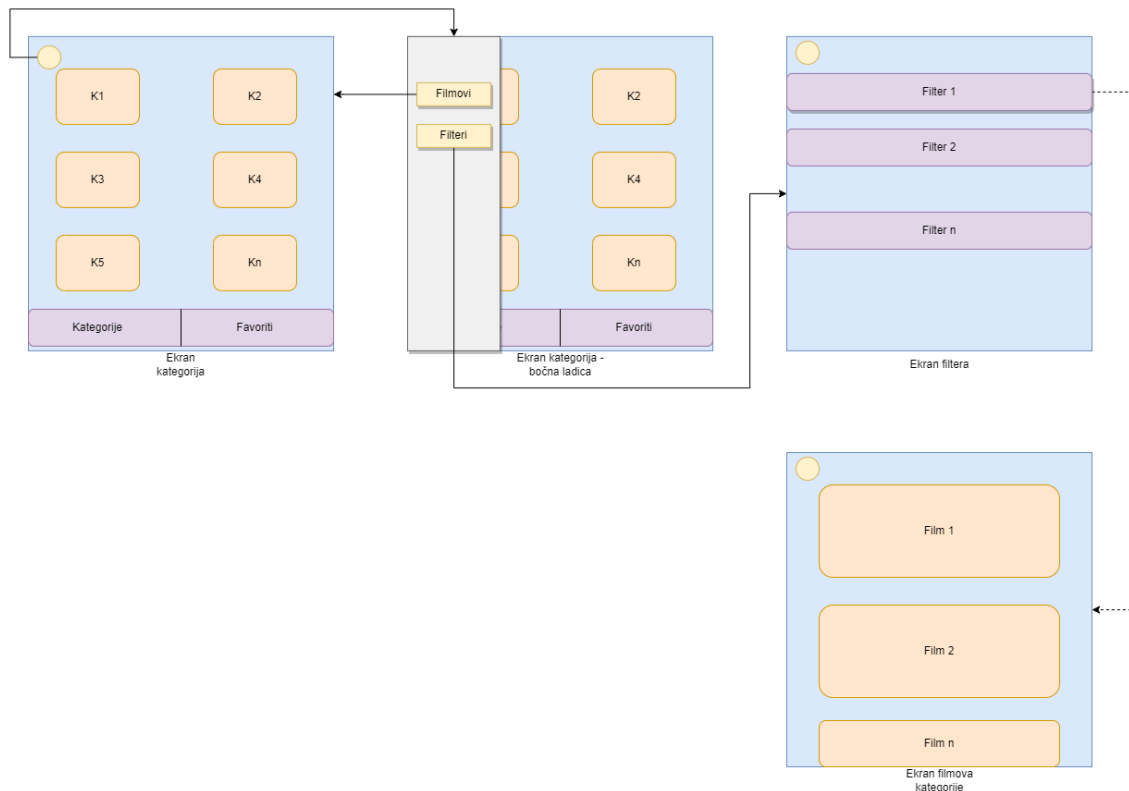 K1
K2
K3
K4
K5
Kn
Kategorije
Favoriti
Ekran
kategorija
Filmovi
Filteri
K2
K4
Kn
Favoriti
Ekran kategorija -
bočna ladica
Filter 1
Filter 2
Filter n
Ekran filtera
Film 1
Film 2
Film n
Ekran filmova
kategorije